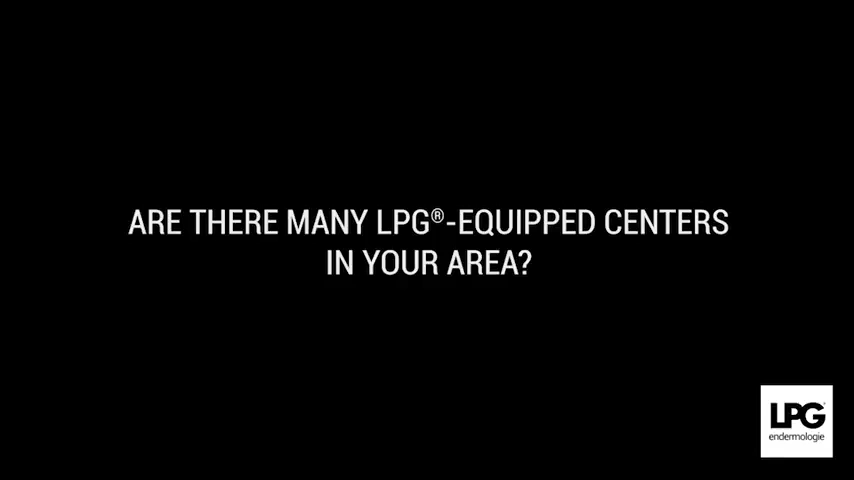 ARE THERE MANY LPG®-EQUIPPED CENTERS
IN YOUR AREA?
LPG®
endermologie